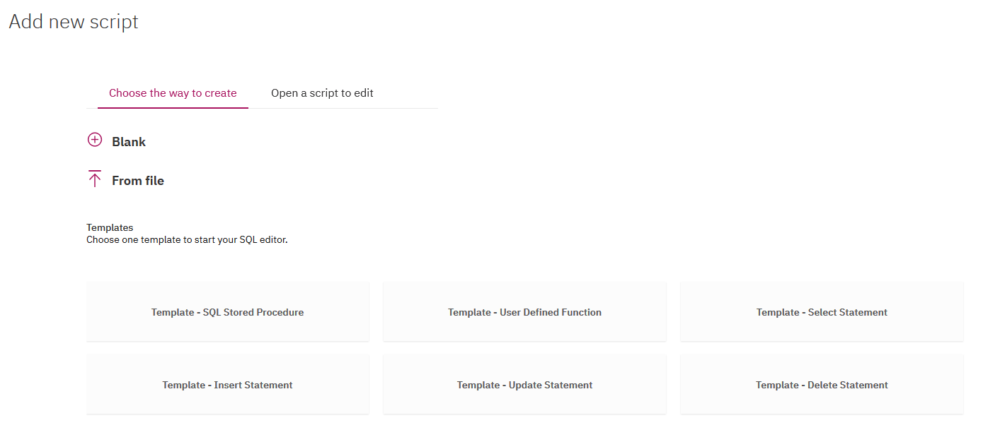 Add new script
Choose the way to create
Open a script to edit
Blank
From file
Templates
Choose one template to start your SQL editor.
Template - SQL Stored Procedure
Template - User Defined Function
Template - Select Statement
Template - Insert Statement
Template - Update Statement
Template - Delete Statement